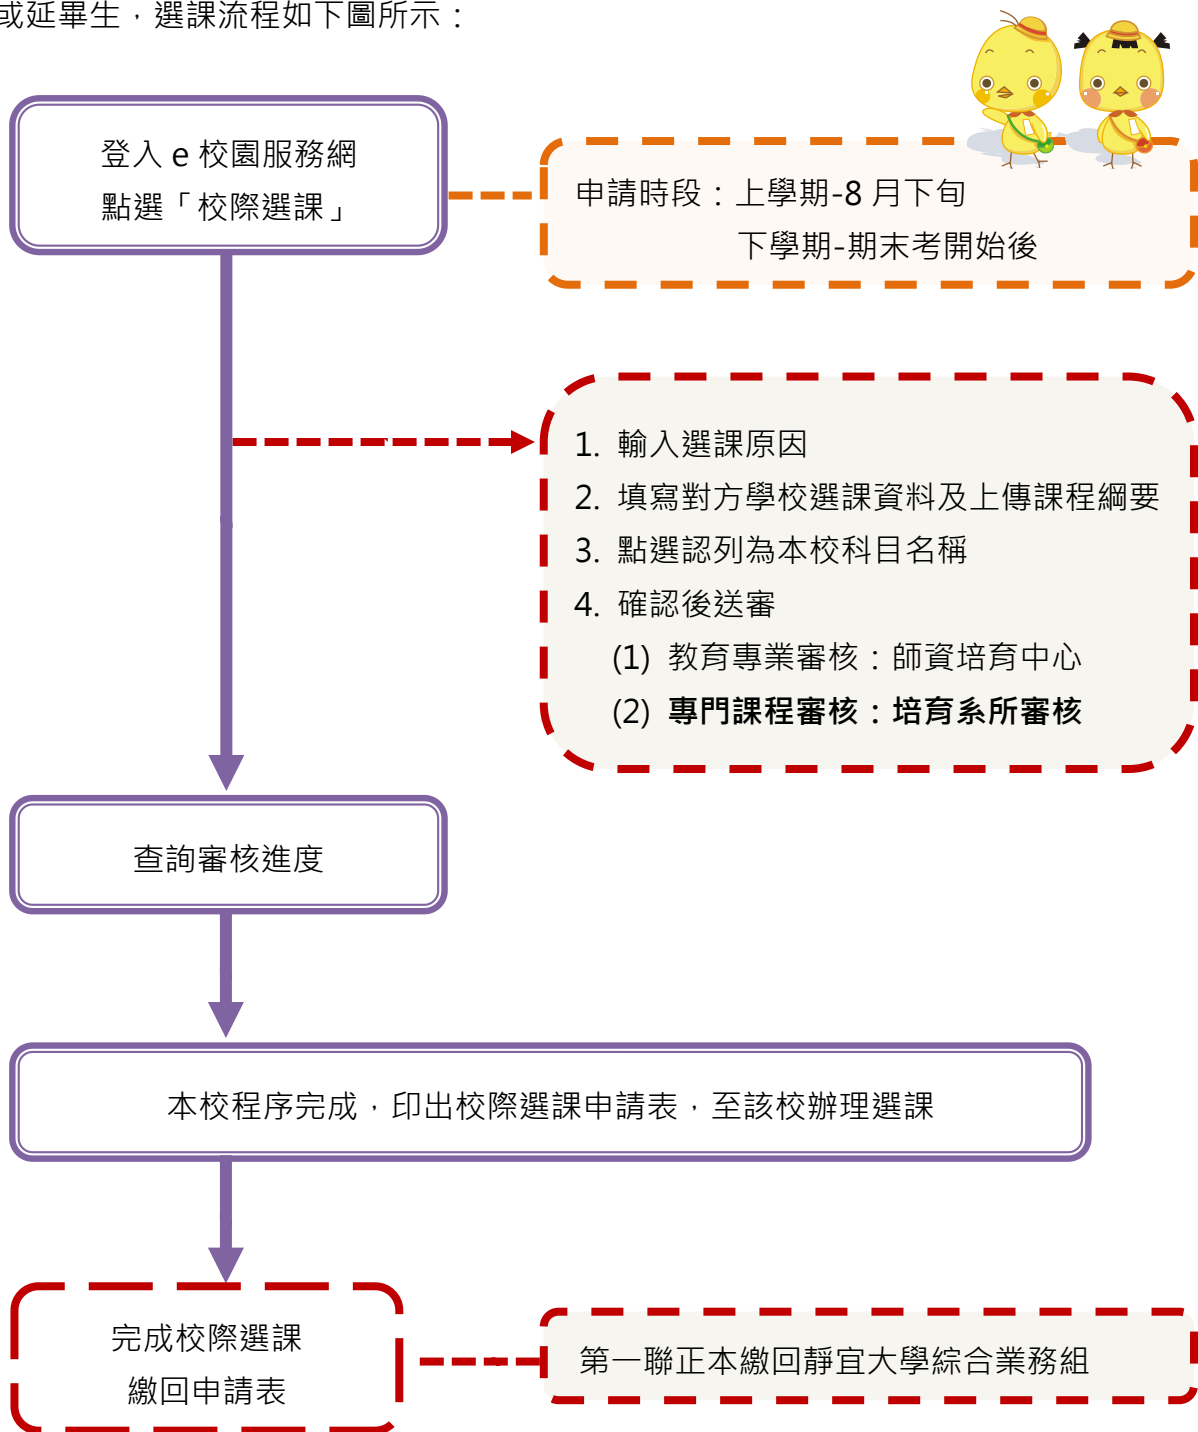 或延畢生，選課流程如下圖所示：
登入 e 校園服務網
點選「校際選課」
申請時段：上學期-8 月下旬
下學期-期末考開始後
1. 輸入選課原因
2. 填寫對方學校選課資料及上傳課程綱要
3. 點選認列為本校科目名稱
4. 確認後送審
(1) 教育專業審核：師資培育中心
(2) 專門課程審核：培育系所審核
查詢審核進度
本校程序完成，印出校際選課申請表，至該校辦理選課
完成校際選課
繳回申請表
第一聯正本繳回靜宜大學綜合業務組